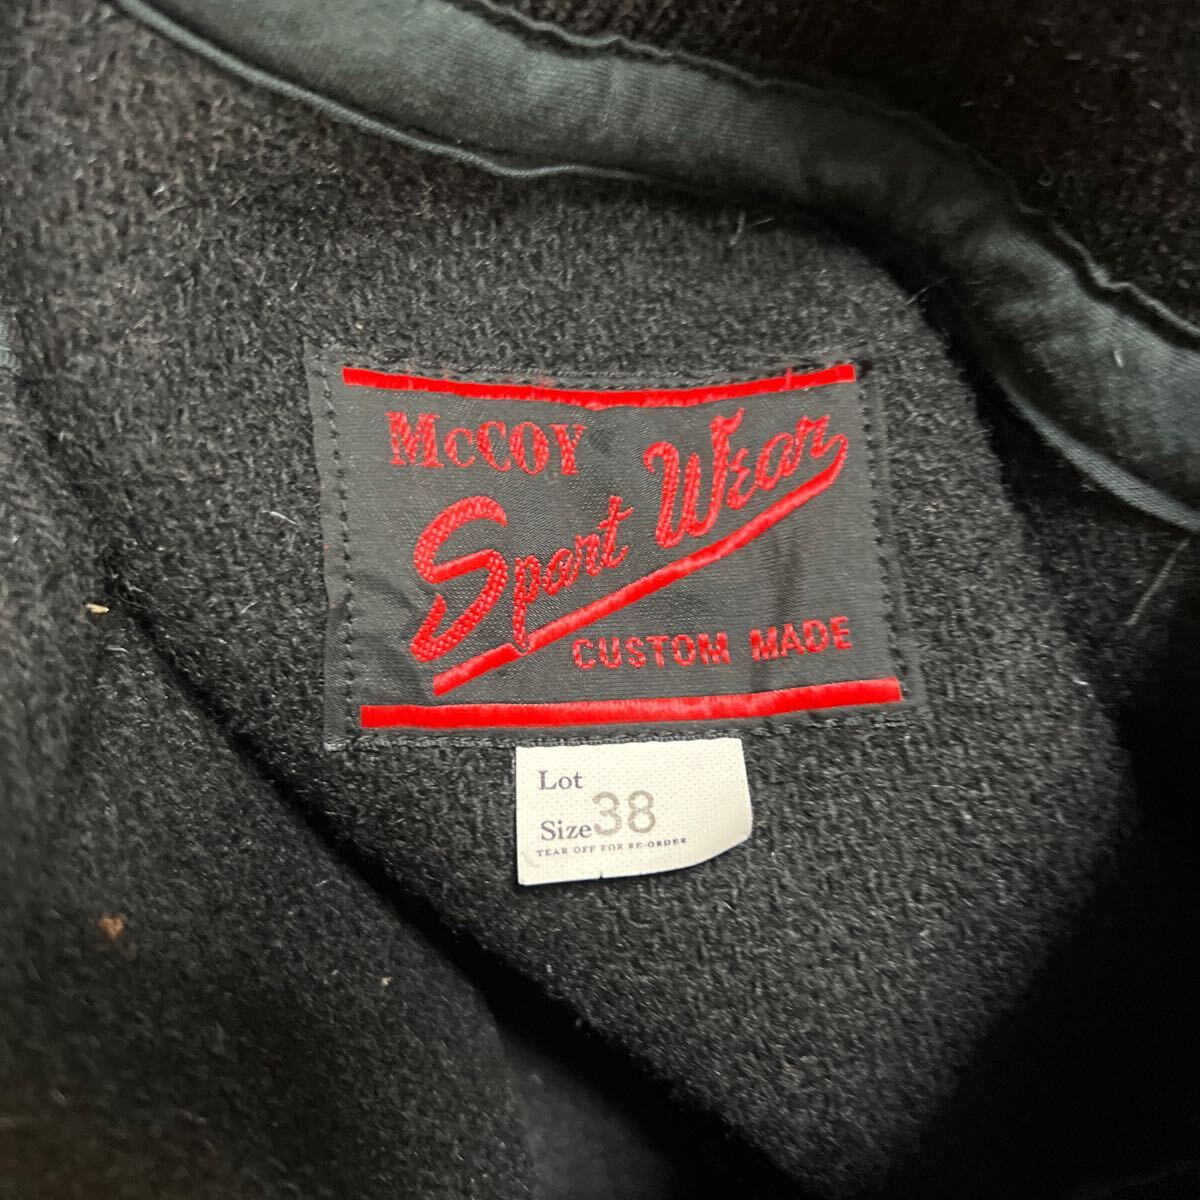 McCOY
Sport Wear
CUSTOM MADE
Lot
Size 38
TEAR OFF FOR RE-ORDER